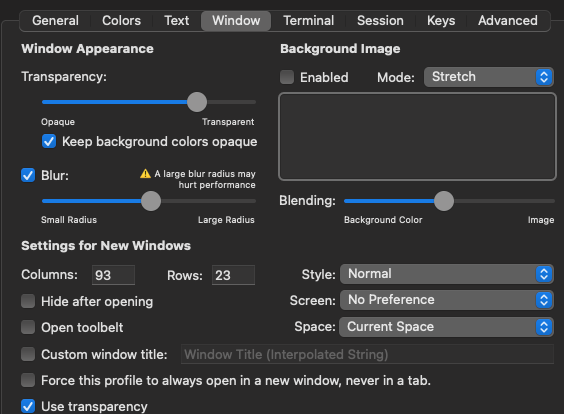 General Colors Text Window Terminal Session Keys Advanced
Window Appearance
Transparency:
Opaque Transparent
Keep background colors opaque
Blur:
⚠️ A large blur radius may
hurt performance
Small Radius Large Radius
Background Image
Enabled Mode: Stretch
Blending:
Background Color Image
Settings for New Windows
Columns: 93 Rows: 23 Style: Normal
Hide after opening Screen: No Preference
Open toolbelt Space: Current Space
Custom window title: Window Title (Interpolated String)
Force this profile to always open in a new window, never in a tab.
Use transparency